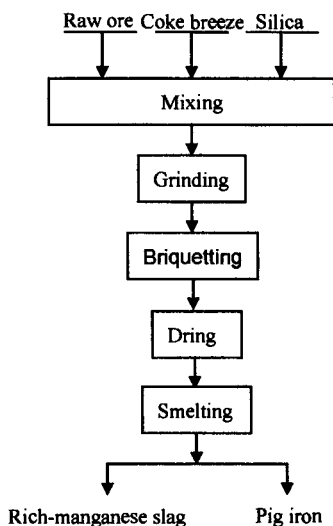 Raw ore Coke breeze Silica
Mixing
Grinding
Briquetting
Dring
Smelting
Rich-manganese slag Pig iron